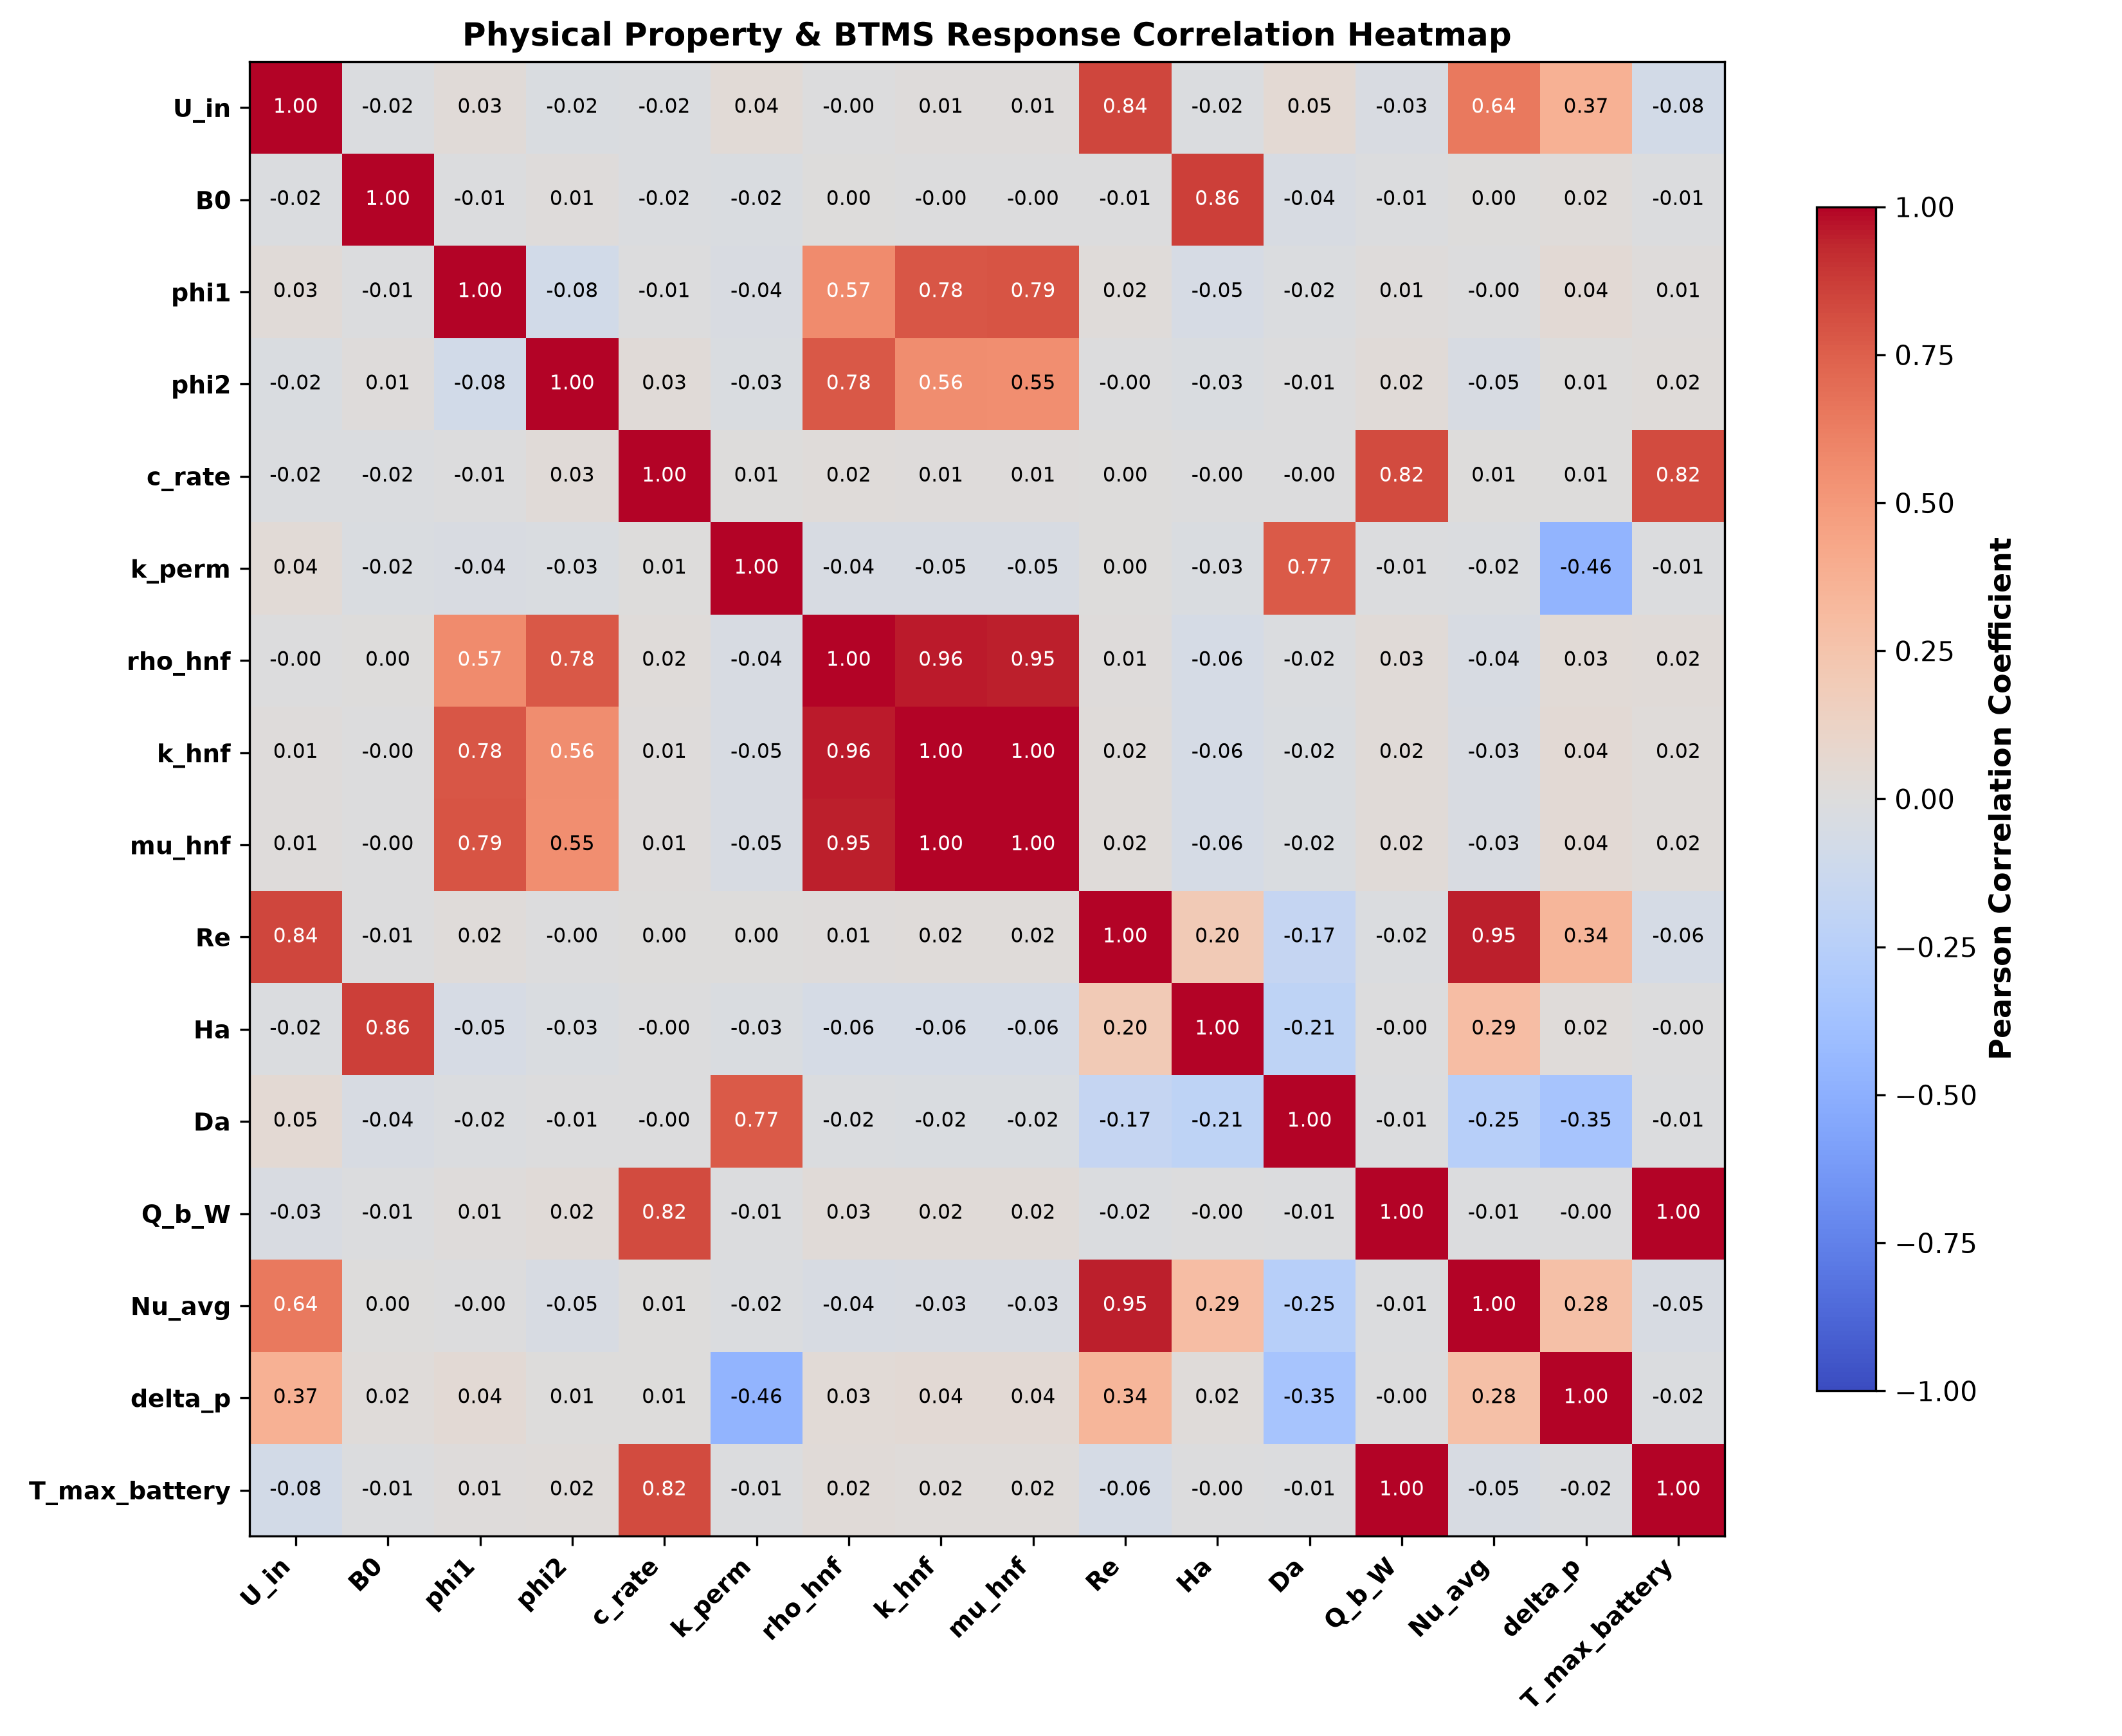 Physical Property & BTMS Response Correlation Heatmap
U_in 1.00 -0.02 0.03 -0.02 -0.02 0.04 -0.00 0.01 0.01 0.84 -0.02 0.05 -0.03 0.64 0.37 -0.08
B0 -0.02 1.00 -0.01 0.01 -0.02 -0.02 0.00 -0.00 -0.00 -0.01 0.86 -0.04 -0.01 0.00 0.02 -0.01
phi1 0.03 -0.01 1.00 -0.08 -0.01 -0.04 0.57 0.78 0.79 0.02 -0.05 -0.02 0.01 -0.00 0.04 0.01
phi2 -0.02 0.01 -0.08 1.00 0.03 -0.03 0.78 0.56 0.55 -0.00 -0.03 -0.01 0.02 -0.05 0.01 0.02
c_rate -0.02 -0.02 -0.01 0.03 1.00 0.01 0.02 0.01 0.01 0.00 -0.00 -0.00 0.82 0.01 0.01 0.82
k_perm 0.04 -0.02 -0.04 -0.03 0.01 1.00 -0.04 -0.05 -0.05 0.00 -0.03 0.77 -0.01 -0.02 -0.46 -0.01
rho_hnf -0.00 0.00 0.57 0.78 0.02 -0.04 1.00 0.96 0.95 0.01 -0.06 -0.02 0.03 -0.04 0.03 0.02
k_hnf 0.01 -0.00 0.78 0.56 0.01 -0.05 0.96 1.00 1.00 0.02 -0.06 -0.02 0.02 -0.03 0.04 0.02
mu_hnf 0.01 -0.00 0.79 0.55 0.01 -0.05 0.95 1.00 1.00 0.02 -0.06 -0.02 0.02 -0.03 0.04 0.02
Re 0.84 -0.01 0.02 -0.00 0.00 0.00 0.01 0.02 0.02 1.00 0.20 -0.17 -0.02 0.95 0.34 -0.06
Ha -0.02 0.86 -0.05 -0.03 -0.00 -0.03 -0.06 -0.06 -0.06 0.20 1.00 -0.21 -0.00 0.29 0.02 -0.00
Da 0.05 -0.04 -0.02 -0.01 -0.00 0.77 -0.02 -0.02 -0.02 -0.17 -0.21 1.00 -0.01 -0.25 -0.35 -0.01
Q_b_W -0.03 -0.01 0.01 0.02 0.82 -0.01 0.03 0.02 0.02 -0.02 -0.00 -0.01 1.00 -0.01 -0.00 1.00
Nu_avg 0.64 0.00 -0.00 -0.05 0.01 -0.02 -0.04 -0.03 -0.03 0.95 0.29 -0.25 -0.01 1.00 0.28 -0.05
delta_p 0.37 0.02 0.04 0.01 0.01 -0.46 0.03 0.04 0.04 0.34 0.02 -0.35 -0.00 0.28 1.00 -0.02
T_max_battery -0.08 -0.01 0.01 0.02 0.82 -0.01 0.02 0.02 0.02 -0.06 -0.00 -0.01 1.00 -0.05 -0.02 1.00
U_in B0 phi1 phi2 c_rate k_perm rho_hnf k_hnf mu_hnf Re Ha Da Q_b_W Nu_avg delta_p T_max_battery
1.00
0.75
0.50
0.25
0.00
−0.25
−0.50
−0.75
−1.00
Pearson Correlation Coefficient